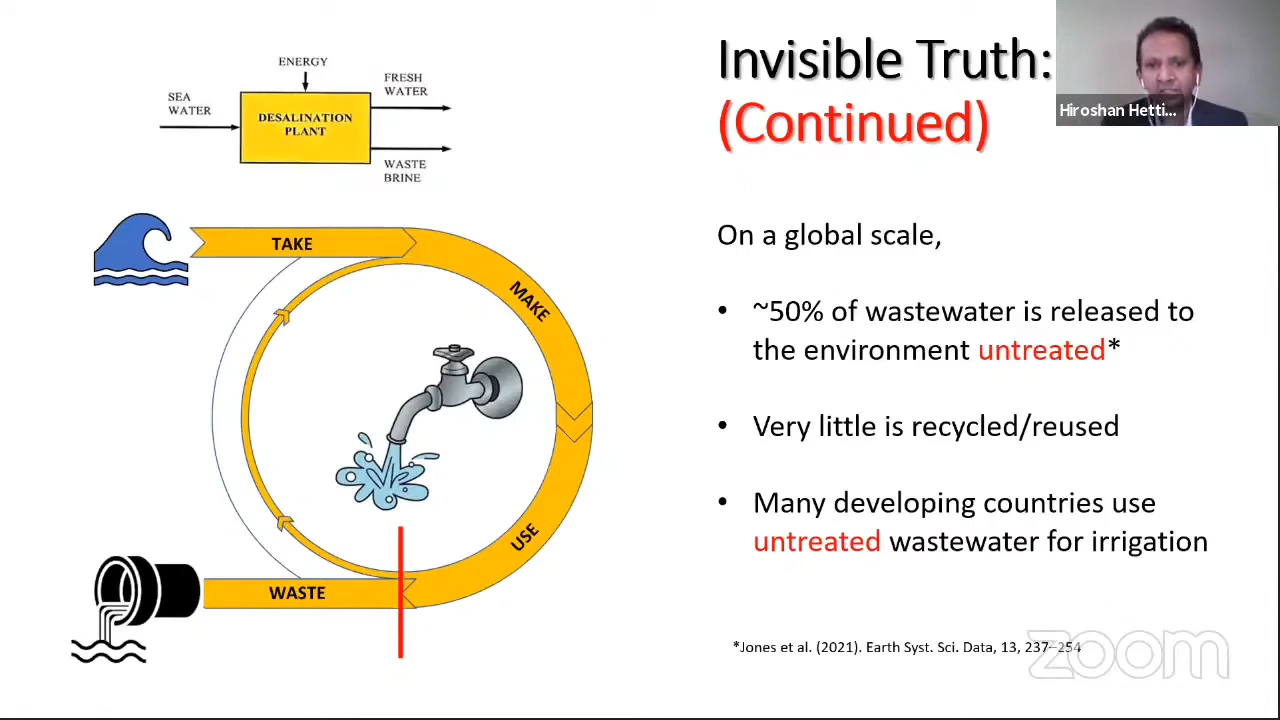 Invisible Truth:
(Continued)
Hiroshan Hetti...
ENERGY
SEA
WATER
DESALINATION
PLANT
FRESH
WATER
WASTE
BRINE
TAKE
MAKE
USE
WASTE
On a global scale,
• ~50% of wastewater is released to
the environment untreated*
• Very little is recycled/reused
• Many developing countries use
untreated wastewater for irrigation
*Jones et al. (2021). Earth Syst. Sci. Data, 13, 237–254
zoom